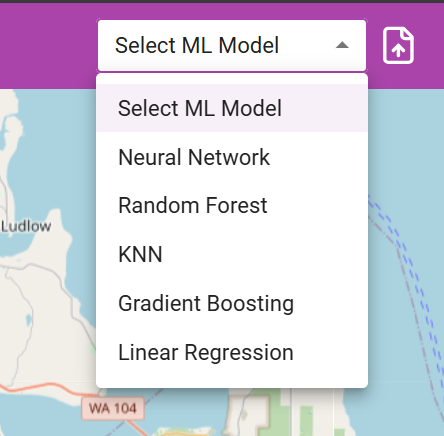 Select ML Model
Select ML Model
Neural Network
Random Forest
Ludlow
KNN
Gradient Boosting
Linear Regression
WA 104